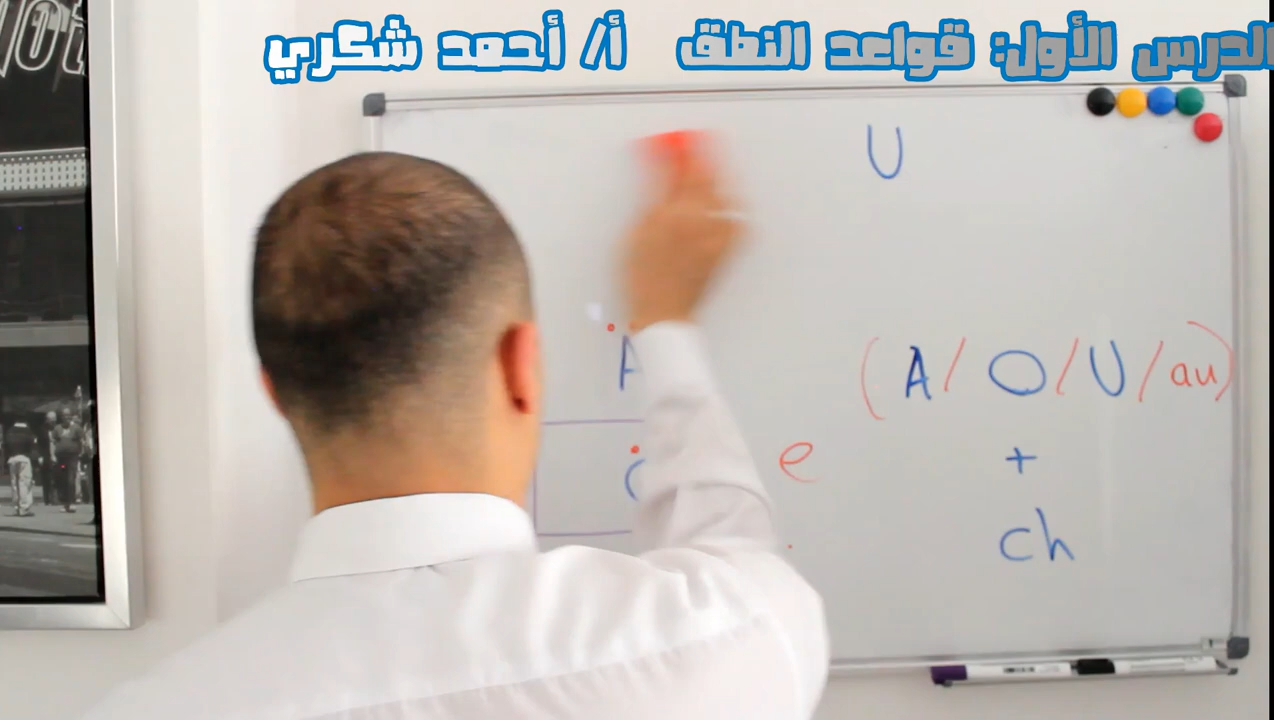 الدرس الأول: قواعد النطق أ/ أحمد شكري
U
(A/O/U/au)
e
+
ch